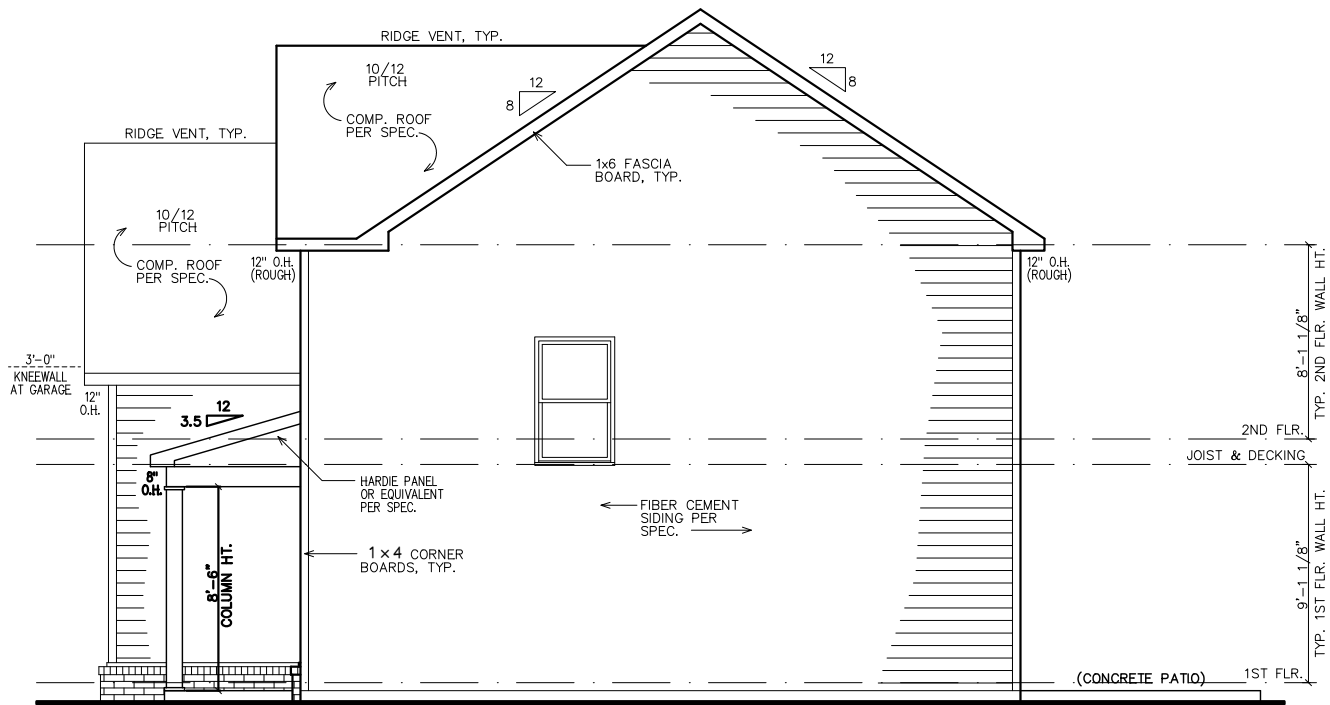 RIDGE VENT, TYP.
10/12
PITCH
COMP. ROOF
PER SPEC.
12
8
12
8
1x6 FASCIA
BOARD, TYP.
RIDGE VENT, TYP.
10/12
PITCH
COMP. ROOF
PER SPEC.
12" O.H.
(ROUGH)
12" O.H.
(ROUGH)
3'-0"
KNEEWALL
AT GARAGE
12"
O.H.
12
3.5
8"
O.H.
HARDIE PANEL
OR EQUIVALENT
PER SPEC.
FIBER CEMENT
SIDING PER
SPEC.
1 x 4 CORNER
BOARDS, TYP.
8'-6"
COLUMN HT.
8'-1 1/8"
TYP. 2ND FLR. WALL HT.
2ND FLR.
JOIST & DECKING
9'-1 1/8"
TYP. 1ST FLR. WALL HT.
1ST FLR.
(CONCRETE PATIO)